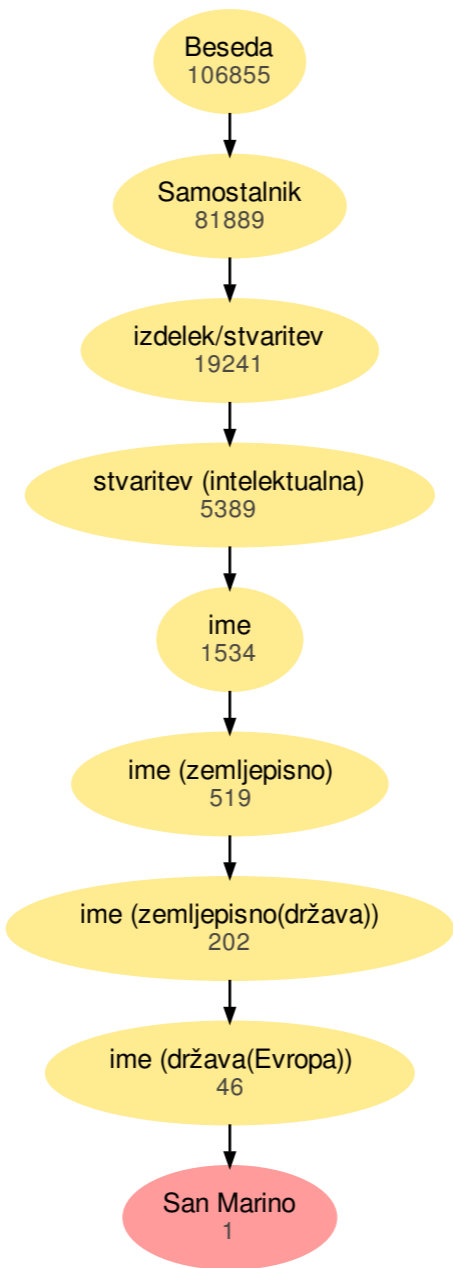 Beseda
106855
Samostalnik
81889
izdelek/stvaritev
19241
stvaritev (intelektualna)
5389
ime
1534
ime (zemljepisno)
519
ime (zemljepisno(država))
202
ime (država(Evropa))
46
San Marino
1